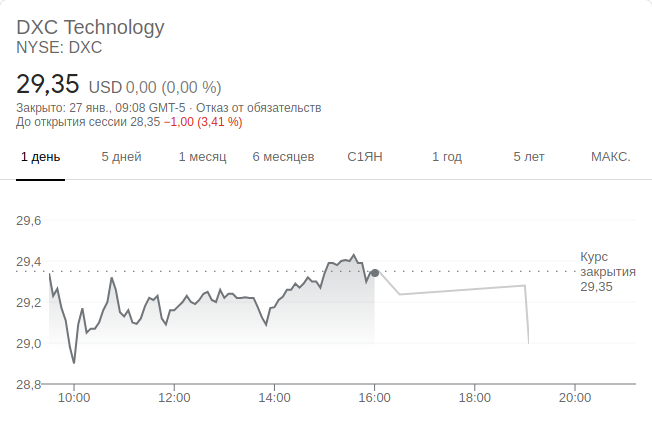 DXC Technology
NYSE: DXC
29,35 USD 0,00 (0,00 %)
Закрыто: 27 янв., 09:08 GMT-5 · Отказ от обязательств
До открытия сессии 28,35 −1,00 (3,41 %)
1 день 5 дней 1 месяц 6 месяцев С1ЯН 1 год 5 лет МАКС.
29,6
29,4
29,2
29,0
28,8
Курс
закрытия
29,35
10:00 12:00 14:00 16:00 18:00 20:00